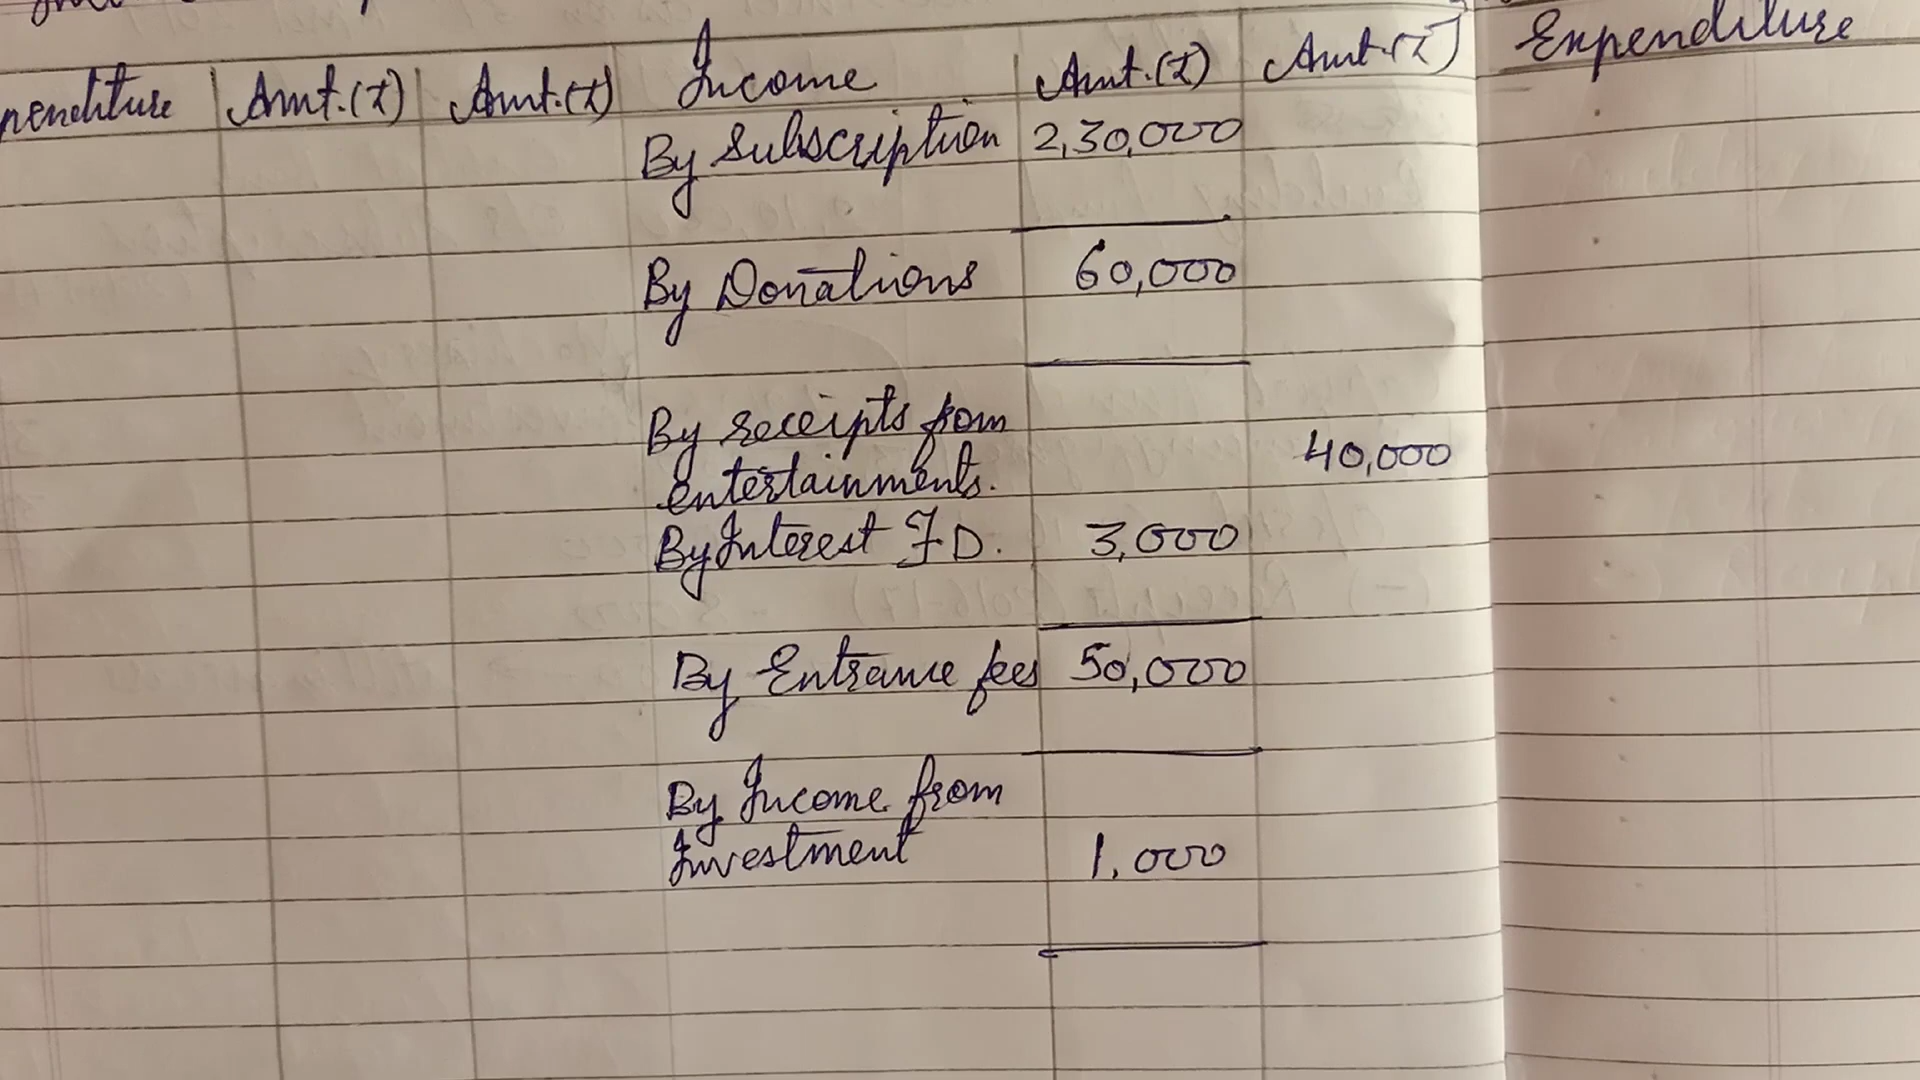 penditure Amt.(₹) Amt.(₹) Income Amt.(₹) Amt.(₹) Expenditure
By Subscription 2,30,000
By Donations 60,000
By receipts from
entertainments. 40,000
By Interest F D. 3,000
By Entrance fees 50,000
By Income from
Investment 1,000